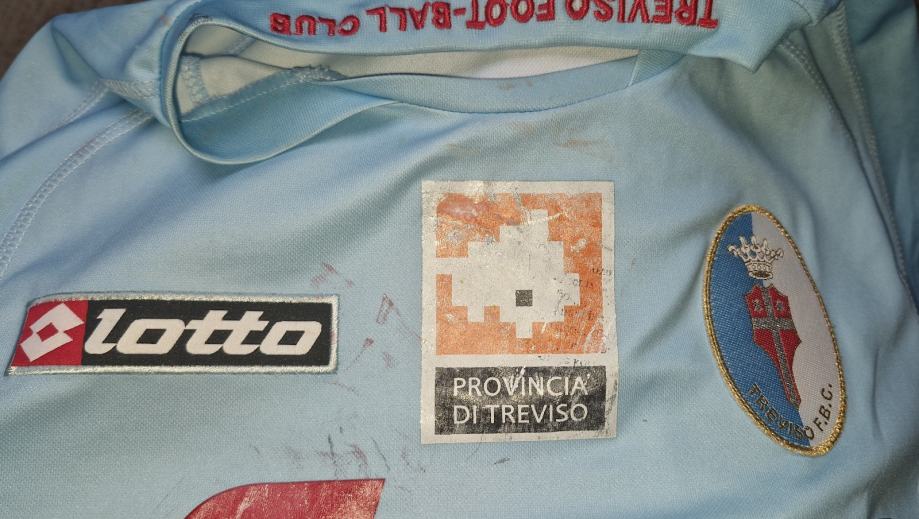 TREVISO FOOT-BALL CLUB
lotto
PROVINCIA
DI TREVISO
TREVISO F.B.C.